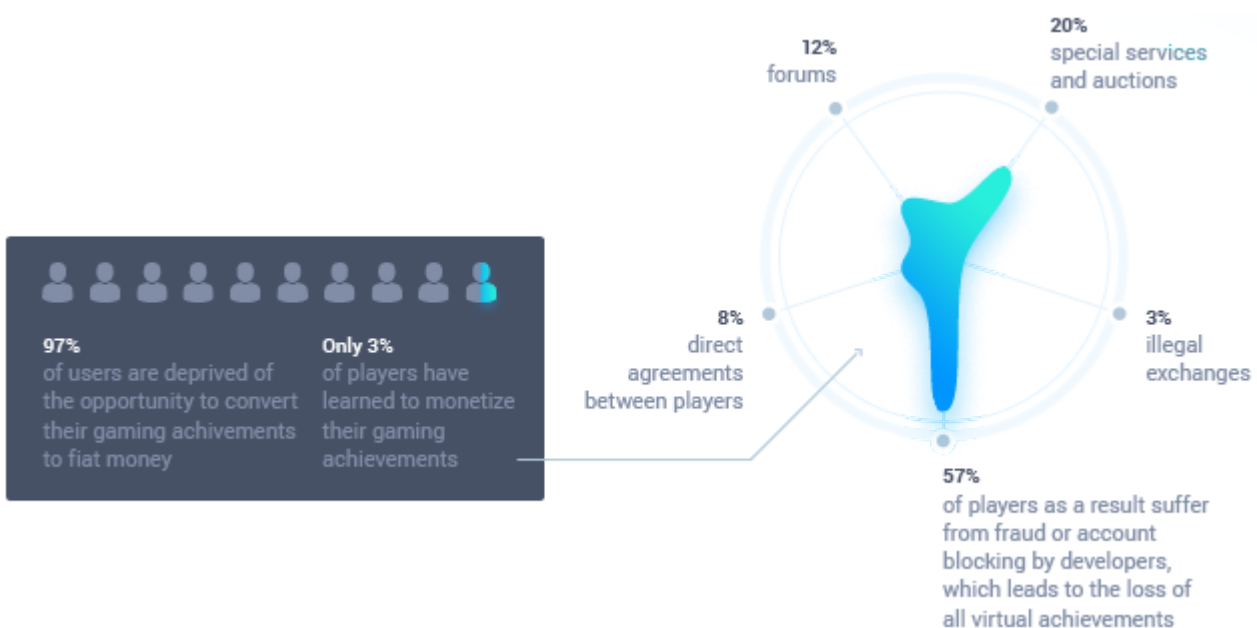 97%
of users are deprived of
the opportunity to convert
their gaming achivements
to fiat money
Only 3%
of players have
learned to monetize
their gaming
achievements
12%
forums
20%
special services
and auctions
8%
direct
agreements
between players
3%
illegal
exchanges
57%
of players as a result suffer
from fraud or account
blocking by developers,
which leads to the loss of
all virtual achievements